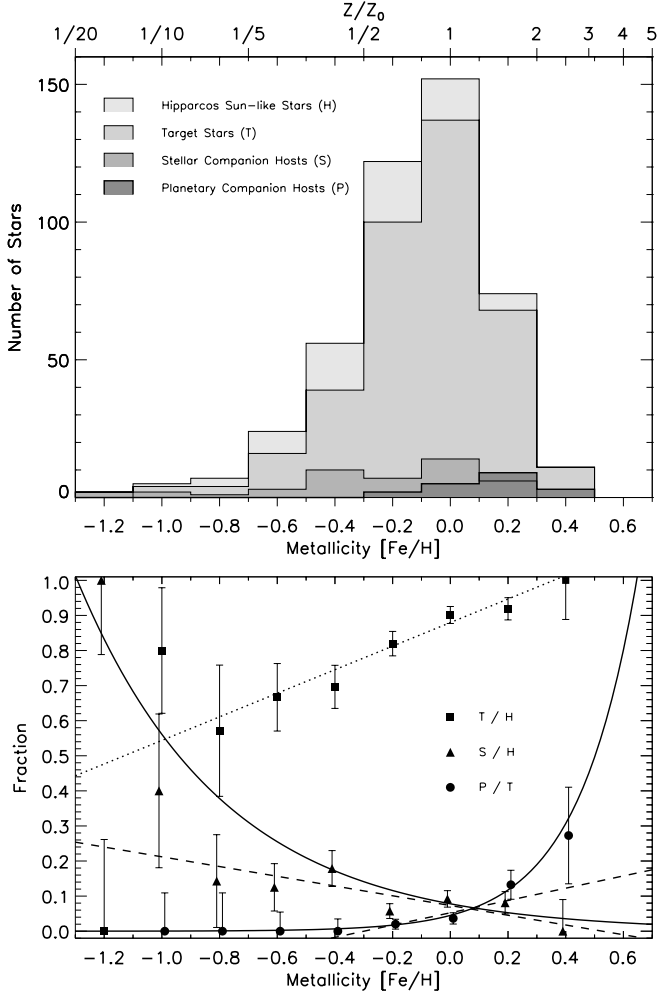 Z/Z₀
1/20 1/10 1/5 1/2 1 2 3 4 5
150
Hipparcos Sun-like Stars (H)
Target Stars (T)
Stellar Companion Hosts (S)
Planetary Companion Hosts (P)
100
Number of Stars
50
0
-1.2 -1.0 -0.8 -0.6 -0.4 -0.2 0.0 0.2 0.4 0.6
Metallicity [Fe/H]
1.0
0.9
0.8
0.7
0.6
T / H
0.5
S / H
Fraction
0.4
P / T
0.3
0.2
0.1
0.0
-1.2 -1.0 -0.8 -0.6 -0.4 -0.2 0.0 0.2 0.4 0.6
Metallicity [Fe/H]